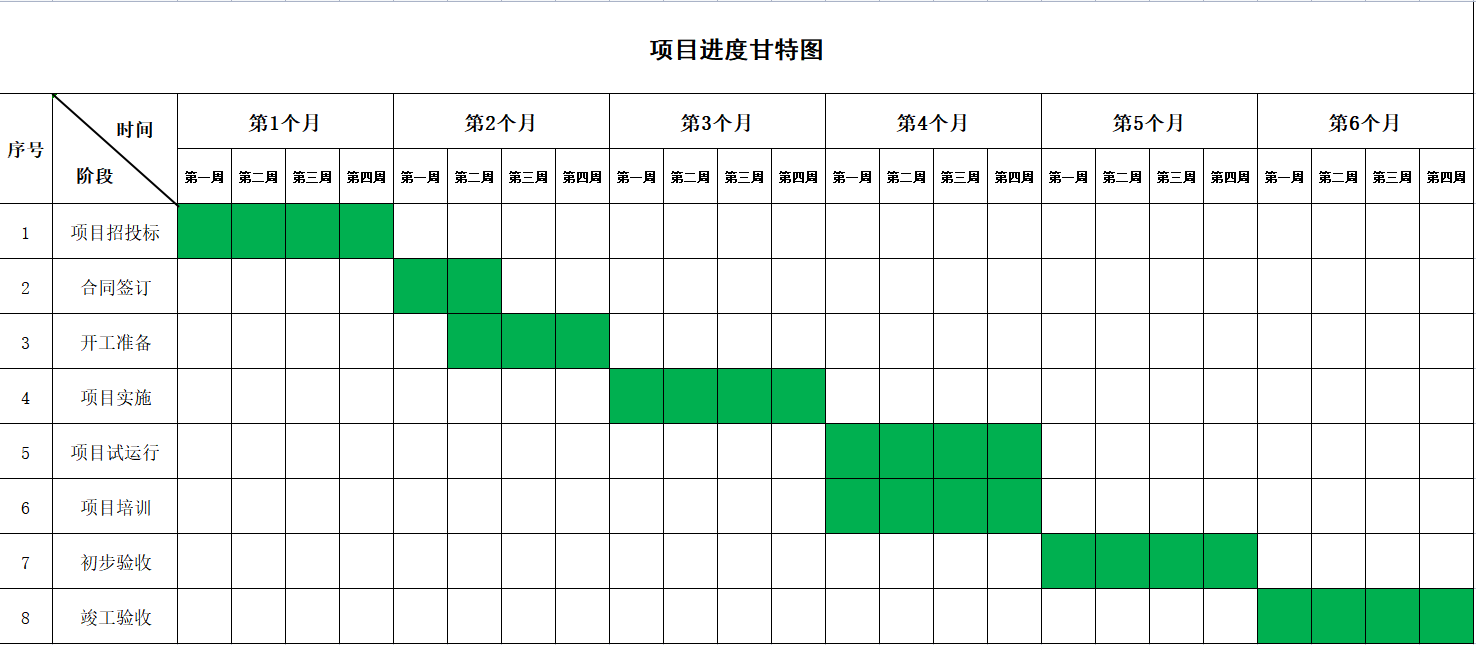 项目进度甘特图
序号
时间
阶段
第1个月 第2个月 第3个月 第4个月 第5个月 第6个月
第一周 第二周 第三周 第四周 第一周 第二周 第三周 第四周 第一周 第二周 第三周 第四周 第一周 第二周 第三周 第四周 第一周 第二周 第三周 第四周 第一周 第二周 第三周 第四周
1 项目招投标
2 合同签订
3 开工准备
4 项目实施
5 项目试运行
6 项目培训
7 初步验收
8 竣工验收